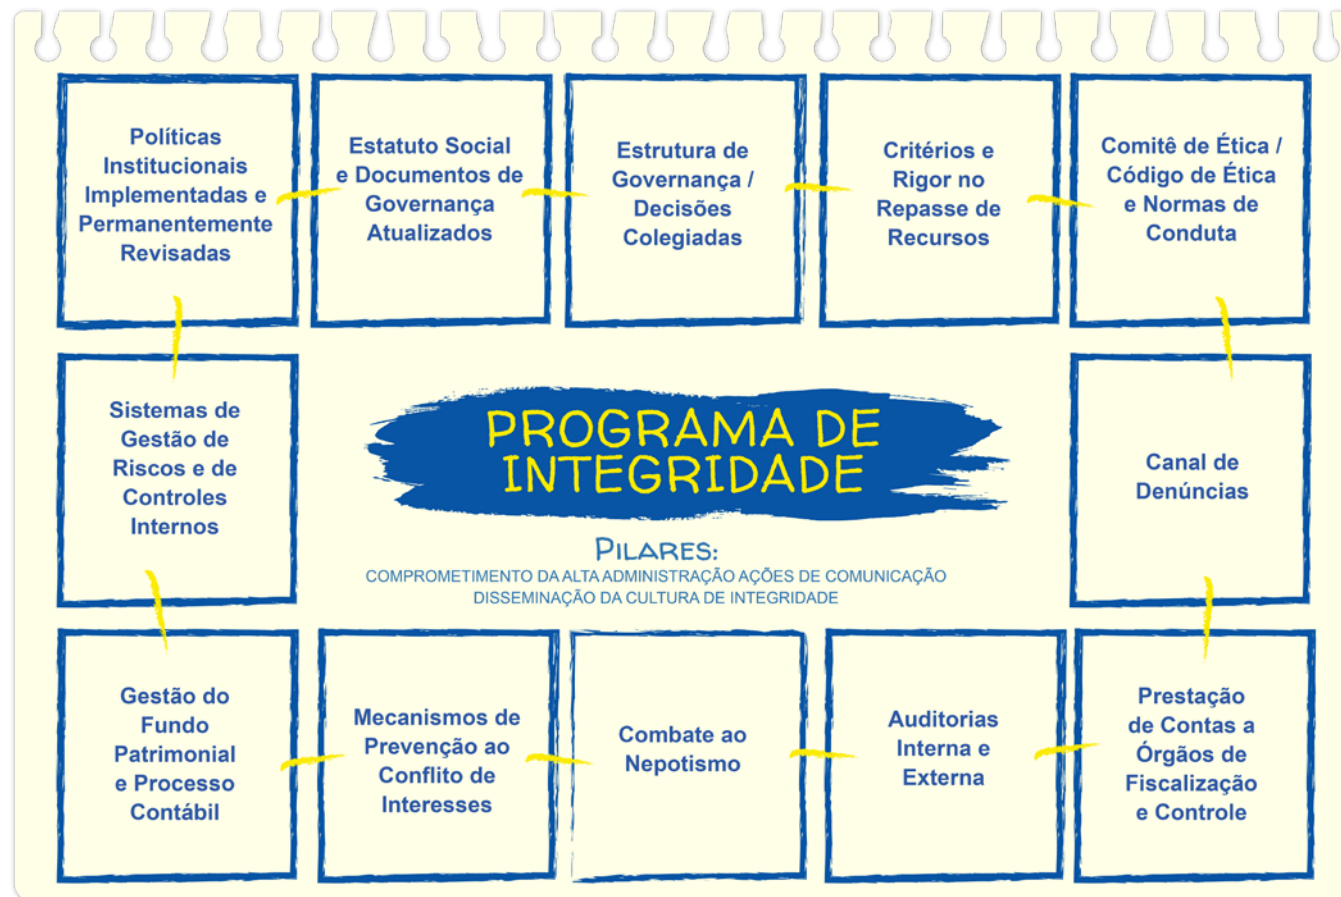 Políticas
Institucionais
Implementadas e
Permanentemente
Revisadas
Estatuto Social
e Documentos de
Governança
Atualizados
Estrutura de
Governança /
Decisões
Colegiadas
Critérios e
Rigor no
Repasse de
Recursos
Comitê de Ética /
Código de Ética
e Normas de
Conduta
Sistemas de
Gestão de
Riscos e de
Controles
Internos
PROGRAMA DE
INTEGRIDADE
PILARES:
COMPROMETIMENTO DA ALTA ADMINISTRAÇÃO AÇÕES DE COMUNICAÇÃO
DISSEMINAÇÃO DA CULTURA DE INTEGRIDADE
Canal de
Denúncias
Gestão do
Fundo
Patrimonial
e Processo
Contábil
Mecanismos de
Prevenção ao
Conflito de
Interesses
Combate ao
Nepotismo
Auditorias
Interna e
Externa
Prestação
de Contas a
Órgãos de
Fiscalização
e Controle